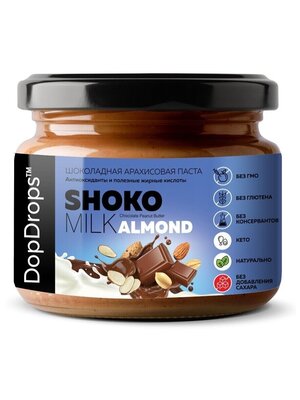 DopDrops™
ШОКОЛАДНАЯ АРАХИСОВАЯ ПАСТА
Антиоксиданты и полезные жирные кислоты
SHOKO
Chocolate Peanut Butter
MILK ALMOND
БЕЗ ГМО
БЕЗ ГЛЮТЕНА
БЕЗ
КОНСЕРВАНТОВ
КЕТО
НАТУРАЛЬНО
БЕЗ
ДОБАВЛЕНИЯ
САХАРА